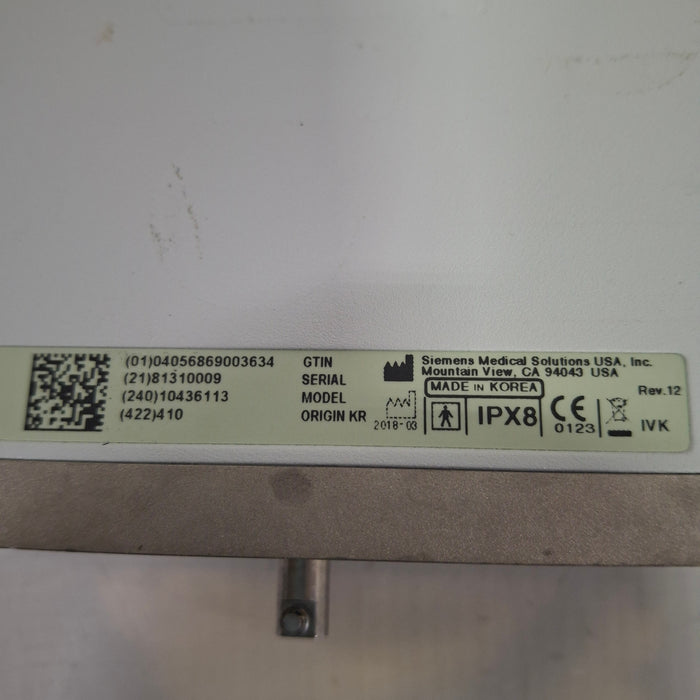 (01)04056869003634 GTIN
(21)81310009 SERIAL
(240)10436113 MODEL
(422)410 ORIGIN KR
2018-03
Siemens Medical Solutions USA, Inc.
Mountain View, CA 94043 USA
MADE IN KOREA
Rev.12
IPX8
CE
0123
IVK